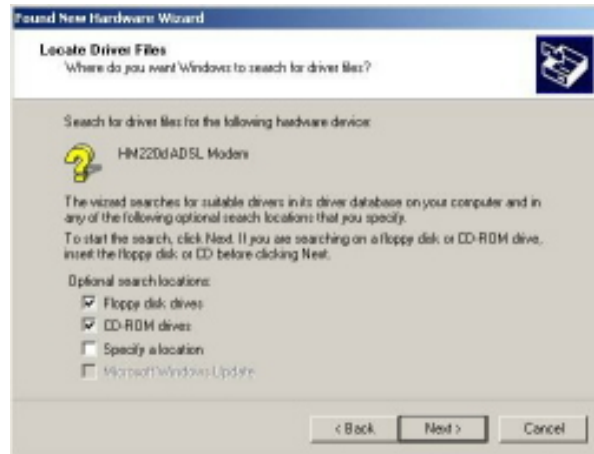 Found New Hardware Wizard
Locate Driver Files
Where do you want Windows to search for driver files?
Search for driver files for the following hardware device:
HM220dADSL Modem
The wizard searches for suitable drivers in its driver database on your computer and in
any of the following optional search locations that you specify.
To start the search, click Next. If you are searching on a floppy disk or CD-ROM drive,
insert the floppy disk or CD before clicking Next.
Optional search locations:
Floppy disk drives
CD-ROM drives
Specify a location
Microsoft Windows Update
< Back
Next >
Cancel